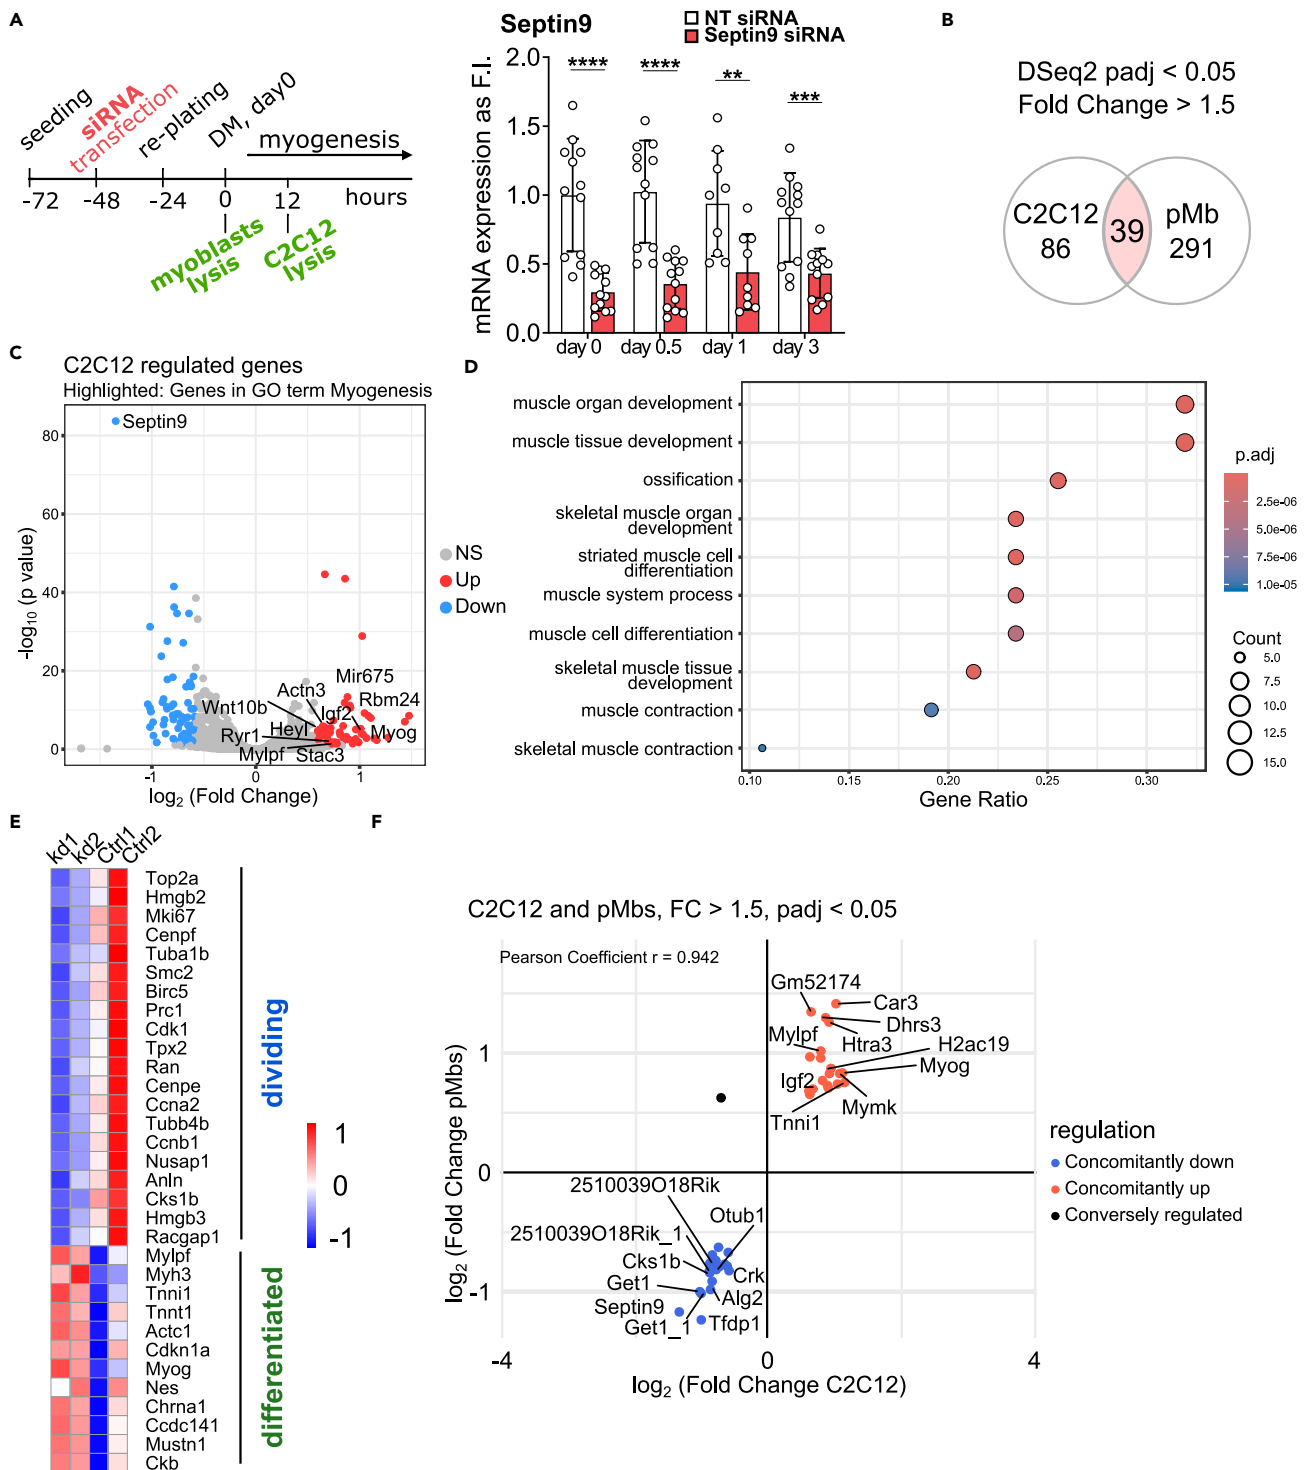 A
seeding
siRNA
transfection
re-plating
DM, day0
myogenesis
-72
-48
-24
0
12
hours
myoblasts
lysis
C2C12
lysis
Septin9
NT siRNA
Septin9 siRNA
mRNA expression as F.I.
2.0
1.5
1.0
0.5
0.0
****
****
**
***
day 0
day 0.5
day 1
day 3
B
DSeq2 padj < 0.05
Fold Change > 1.5
C2C12
86
39
pMb
291
C
C2C12 regulated genes
Highlighted: Genes in GO term Myogenesis
-log10 (p value)
80
60
40
20
0
Septin9
Mir675
Actn3
Rbm24
Wnt10b
Igf2
Heyl
Myog
Ryr1
Mylpf
Stac3
-1
0
1
log2 (Fold Change)
NS
Up
Down
D
muscle organ development
muscle tissue development
ossification
skeletal muscle organ
development
striated muscle cell
differentiation
muscle system process
muscle cell differentiation
skeletal muscle tissue
development
muscle contraction
skeletal muscle contraction
0.10
0.15
0.20
0.25
0.30
Gene Ratio
p.adj
2.5e-06
5.0e-06
7.5e-06
1.0e-05
Count
5.0
7.5
10.0
12.5
15.0
E
kd1
kd2
Ctrl1
Ctrl2
Top2a
Hmgb2
Mki67
Cenpf
Tuba1b
Smc2
Birc5
Prc1
Cdk1
Tpx2
Ran
Cenpe
Ccna2
Tubb4b
Ccnb1
Nusap1
Anln
Cks1b
Hmgb3
Racgap1
Mylpf
Myh3
Tnni1
Tnnt1
Actc1
Cdkn1a
Myog
Nes
Chrna1
Ccdc141
Mustn1
Ckb
dividing
differentiated
1
0
-1
F
C2C12 and pMbs, FC > 1.5, padj < 0.05
Pearson Coefficient r = 0.942
log2 (Fold Change pMbs)
1
0
-1
Gm52174
Car3
Dhrs3
Mylpf
Htra3
H2ac19
Igf2
Myog
Mymk
Tnni1
2510039O18Rik
Otub1
2510039O18Rik_1
Cks1b
Crk
Get1
Alg2
Septin9
Get1_1
Tfdp1
-4
0
4
log2 (Fold Change C2C12)
regulation
Concomitantly down
Concomitantly up
Conversely regulated